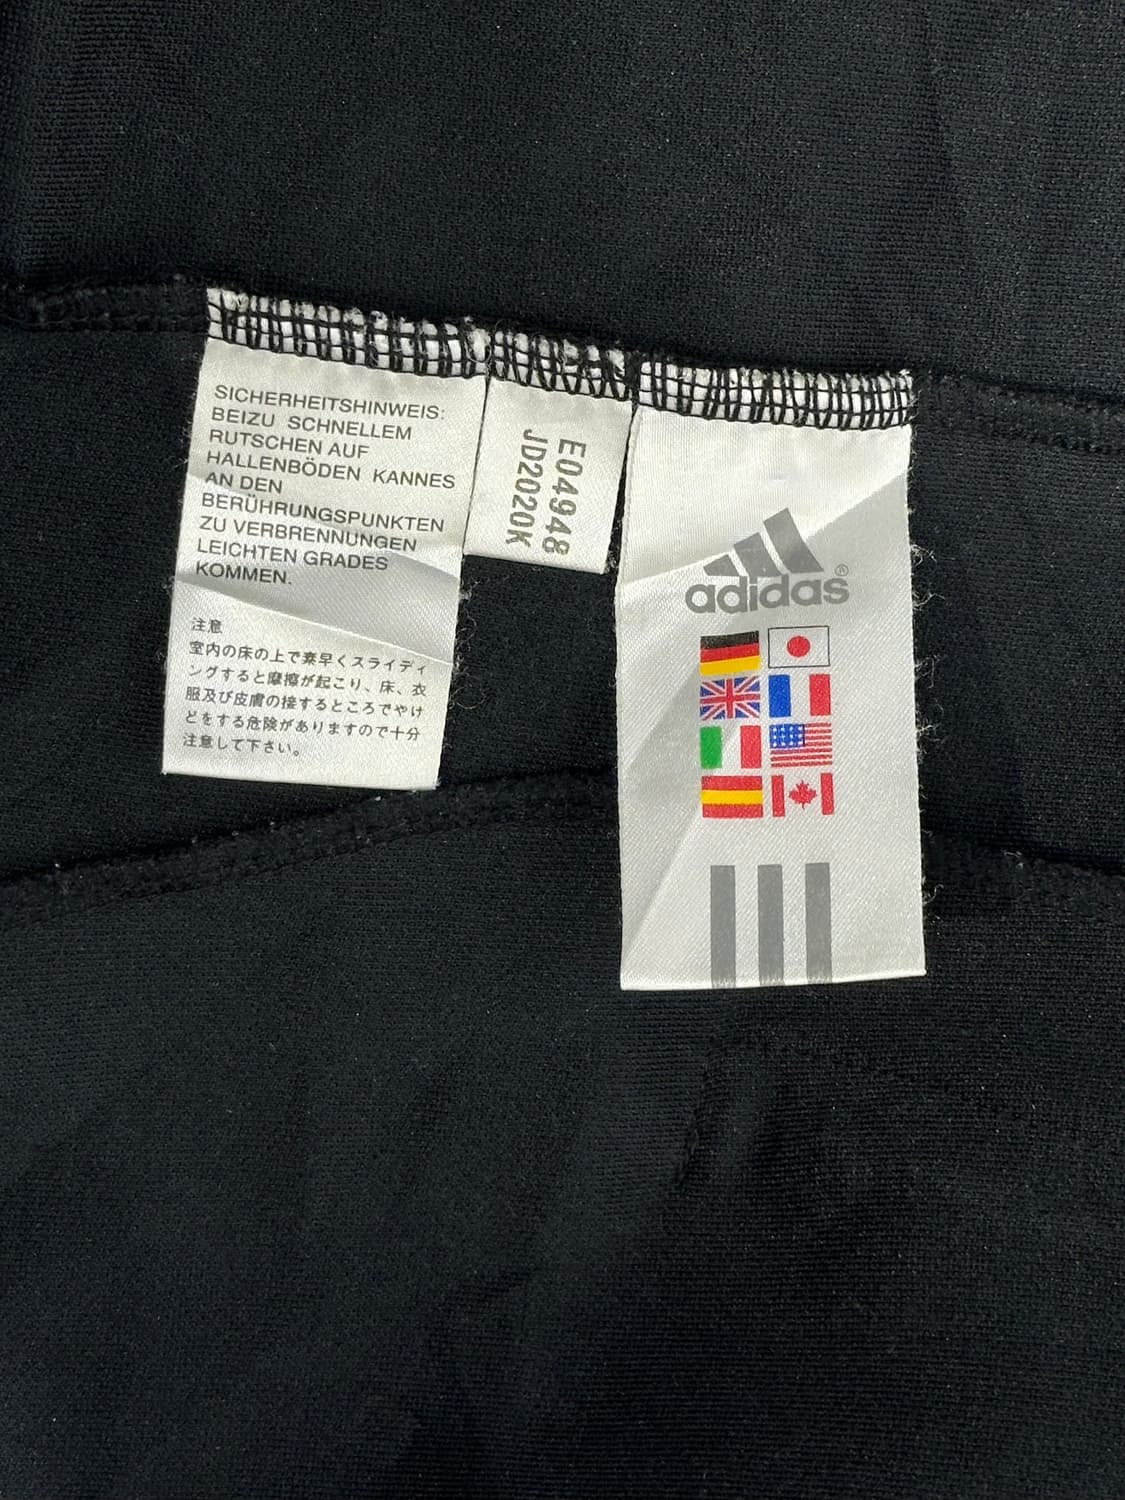 SICHERHEITSHINWEIS:
BEIZU SCHNELLEM
RUTSCHEN AUF
HALLENBÖDEN KANNES
AN DEN
BERÜHRUNGSPUNKTEN
ZU VERBRENNUNGEN
LEICHTEN GRADES
KOMMEN.
注意
室内の床の上で素早くスライディ
ングすると摩擦が起こり、床、衣
服及び皮膚の接するところでやけ
どをする危険がありますので十分
注意して下さい。
E04948
JD2020K
adidas®